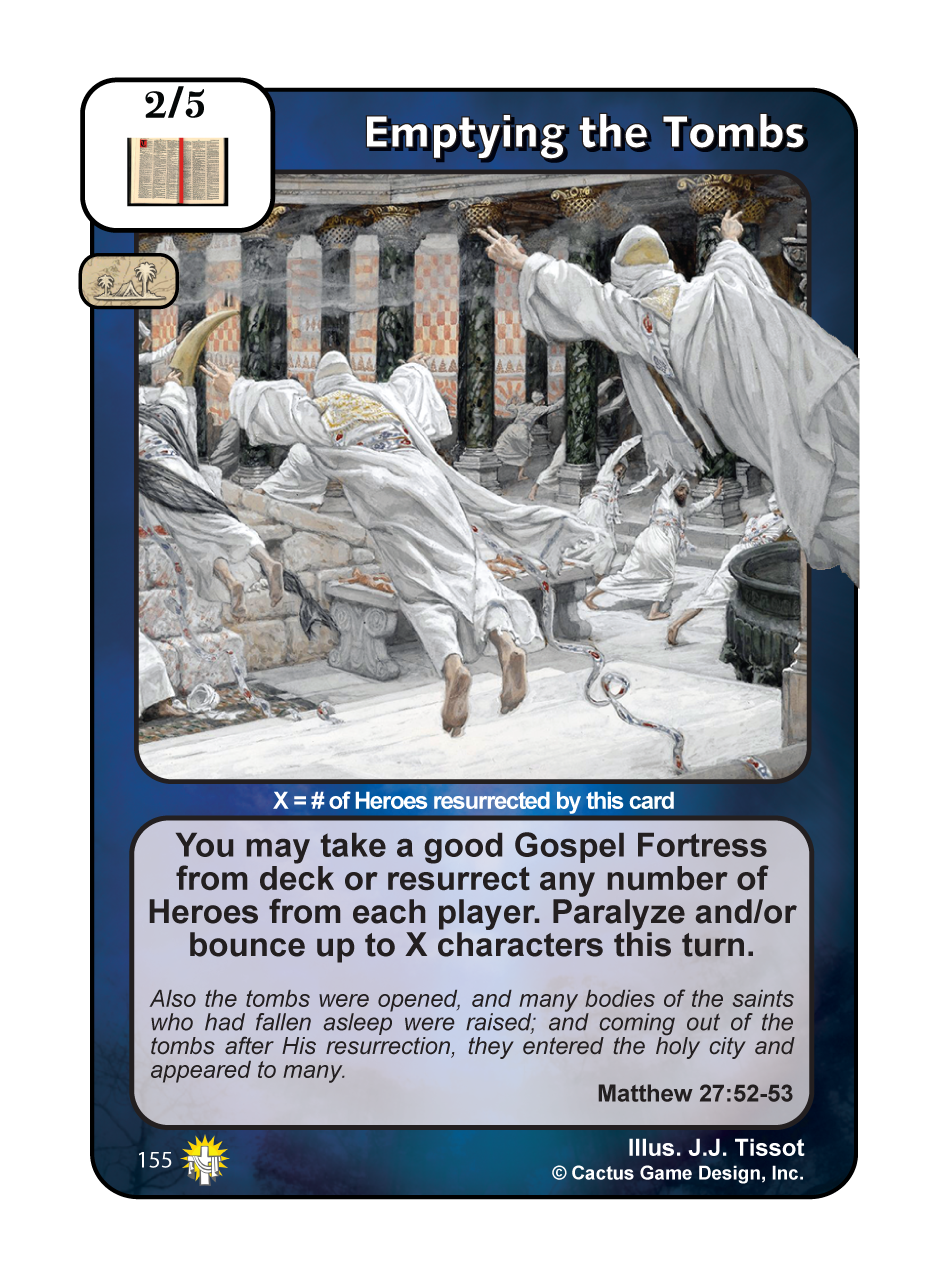 2/5
Emptying the Tombs
X = # of Heroes resurrected by this card
You may take a good Gospel Fortress
from deck or resurrect any number of
Heroes from each player. Paralyze and/or
bounce up to X characters this turn.
Also the tombs were opened, and many bodies of the saints
who had fallen asleep were raised; and coming out of the
tombs after His resurrection, they entered the holy city and
appeared to many.
Matthew 27:52-53
155
Illus. J.J. Tissot
© Cactus Game Design, Inc.